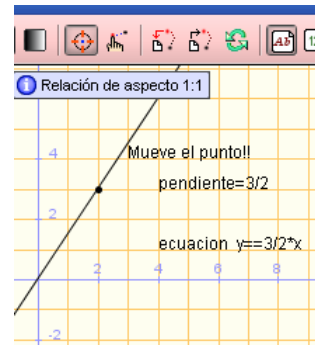 Ab
Relación de aspecto 1:1
4
Mueve el punto!!
pendiente=3/2
2
ecuacion y==3/2*x
2 4 6 8
-2